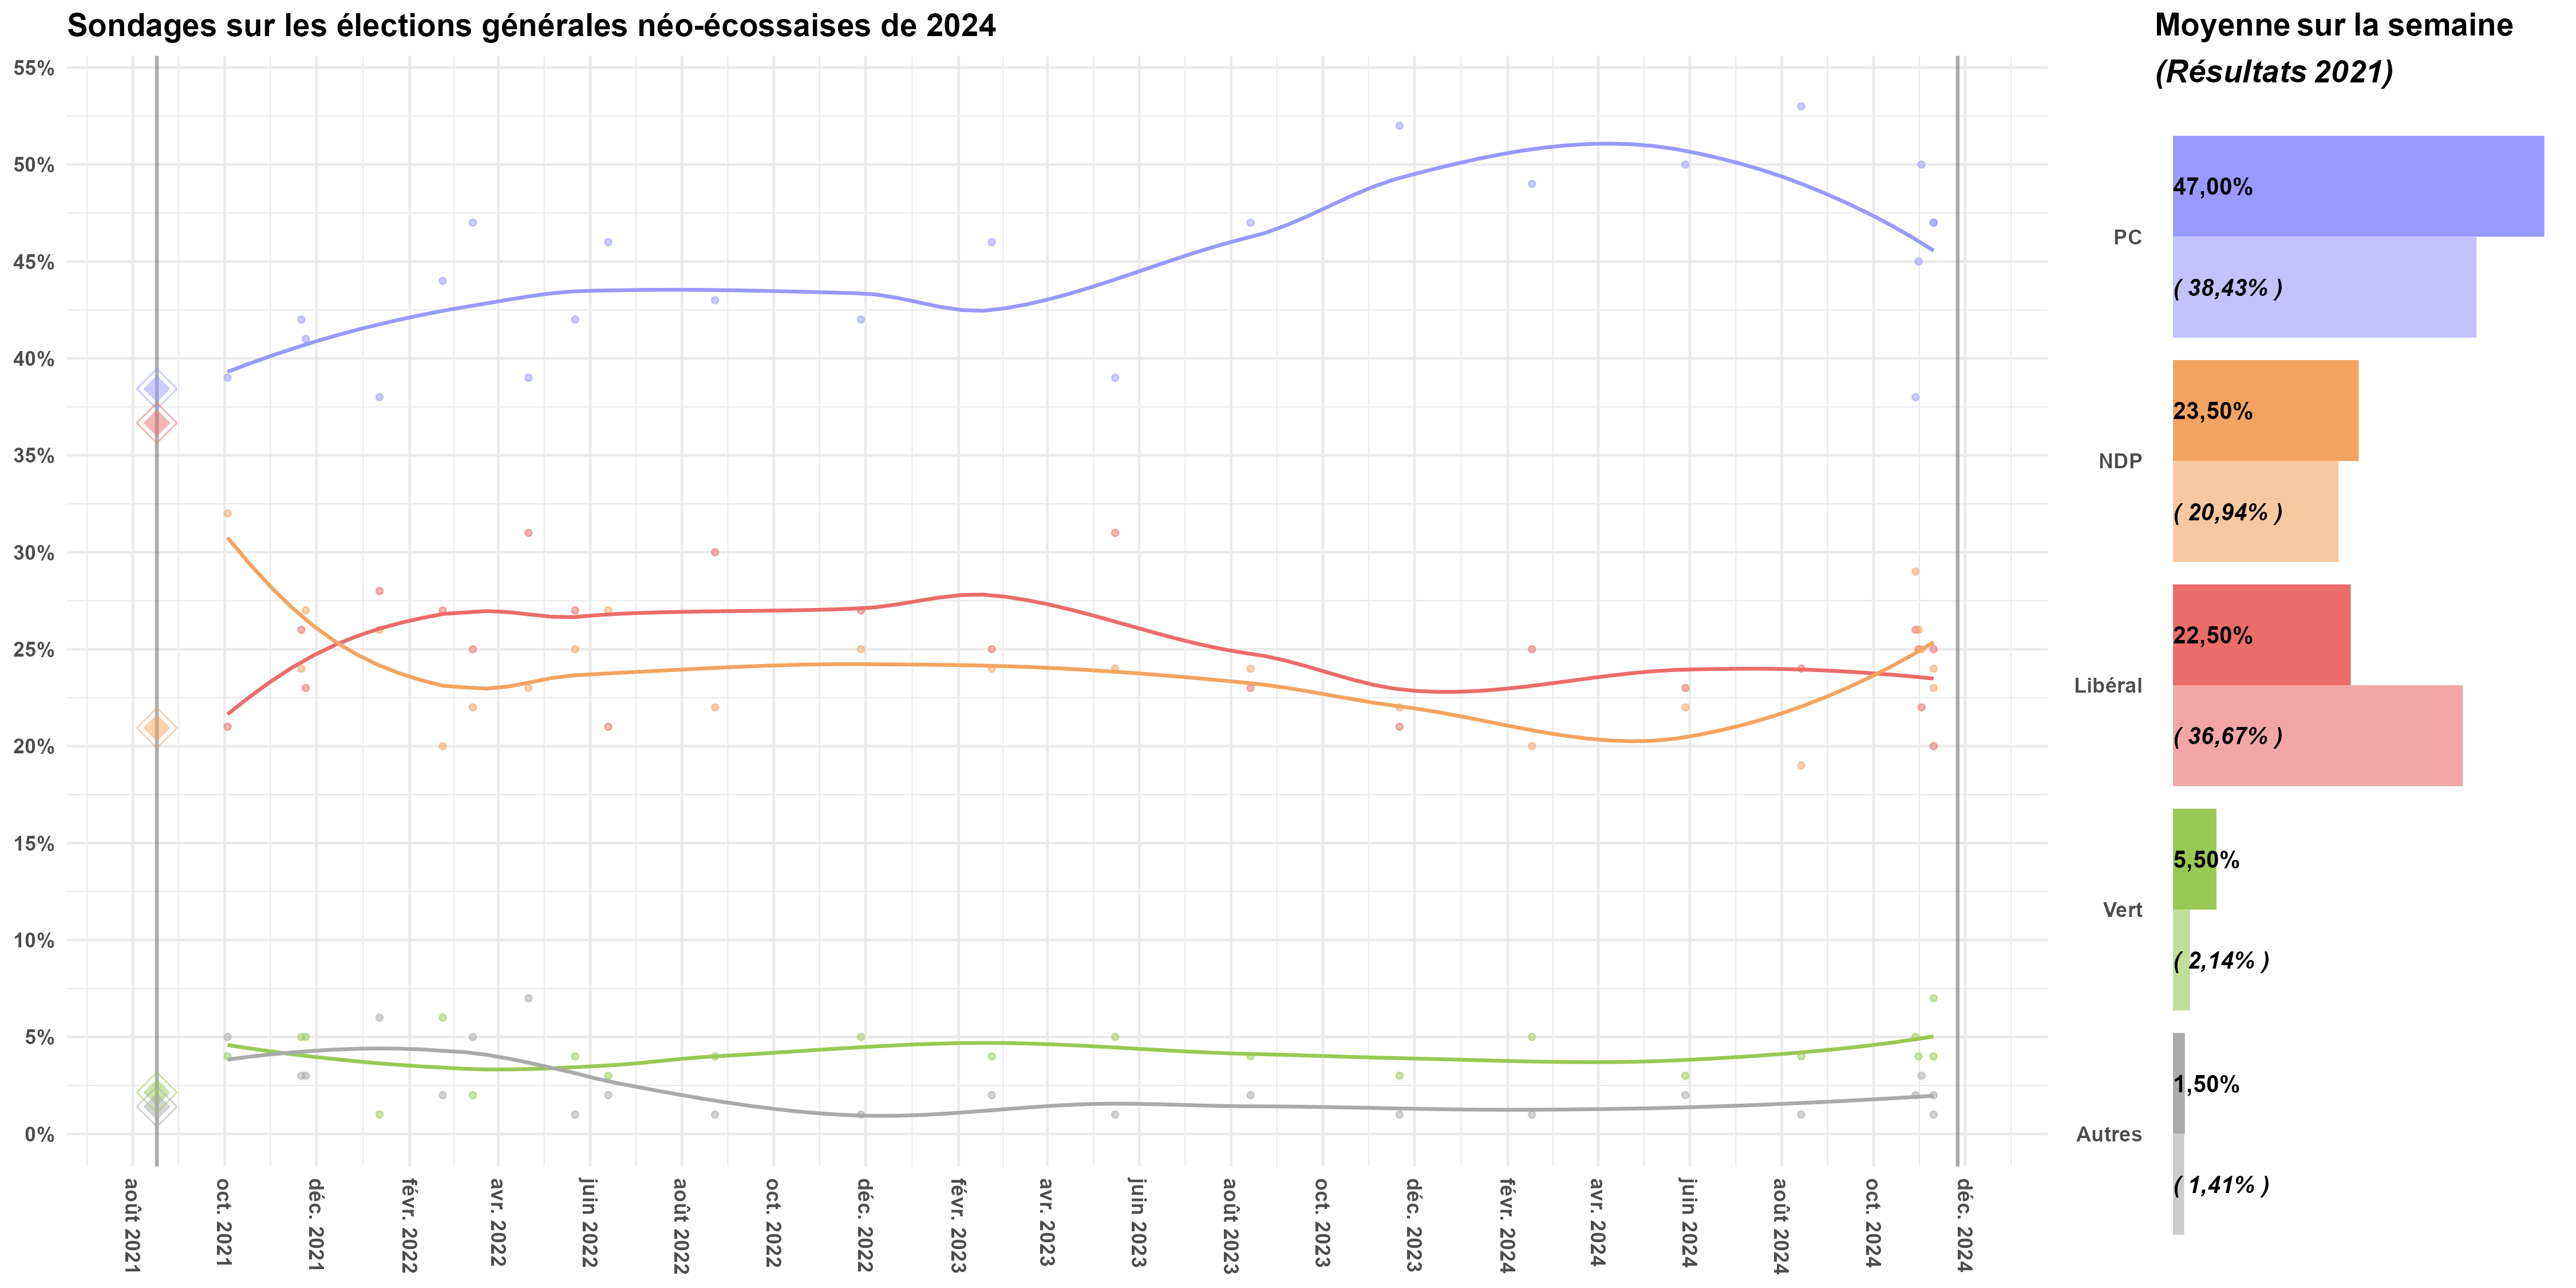 Sondages sur les élections générales néo-écossaises de 2024
55%
50%
45%
40%
35%
30%
25%
20%
15%
10%
5%
0%
août 2021
oct. 2021
déc. 2021
févr. 2022
avr. 2022
juin 2022
août 2022
oct. 2022
déc. 2022
févr. 2023
avr. 2023
juin 2023
août 2023
oct. 2023
déc. 2023
févr. 2024
avr. 2024
juin 2024
août 2024
oct. 2024
déc. 2024
Moyenne sur la semaine
(Résultats 2021)
PC
47,00%
( 38,43% )
NDP
23,50%
( 20,94% )
Libéral
22,50%
( 36,67% )
Vert
5,50%
( 2,14% )
Autres
1,50%
( 1,41% )